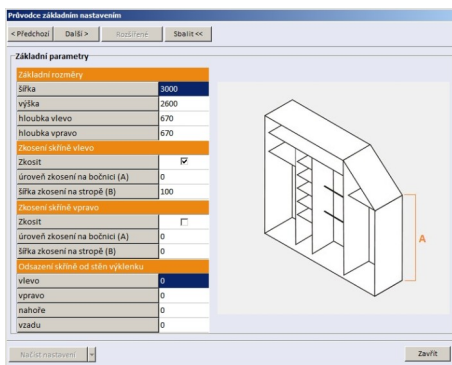 Průvodce základním nastavením
< Předchozí Další > Rozšířené Sbalit <<
Základní parametry
Základní rozměry
šířka 3000
výška 2600
hloubka vlevo 670
hloubka vpravo 670
Zkosení skříně vlevo
Zkosit
úroveň zkosení na bočnici (A) 0
šířka zkosení na stropě (B) 100
Zkosení skříně vpravo
Zkosit
úroveň zkosení na bočnici (A) 0
šířka zkosení na stropě (B) 0
Odsazení skříně od stěn výklenku
vlevo 0
vpravo 0
nahoře 0
vzadu 0
A
Načíst nastavení Zavřít